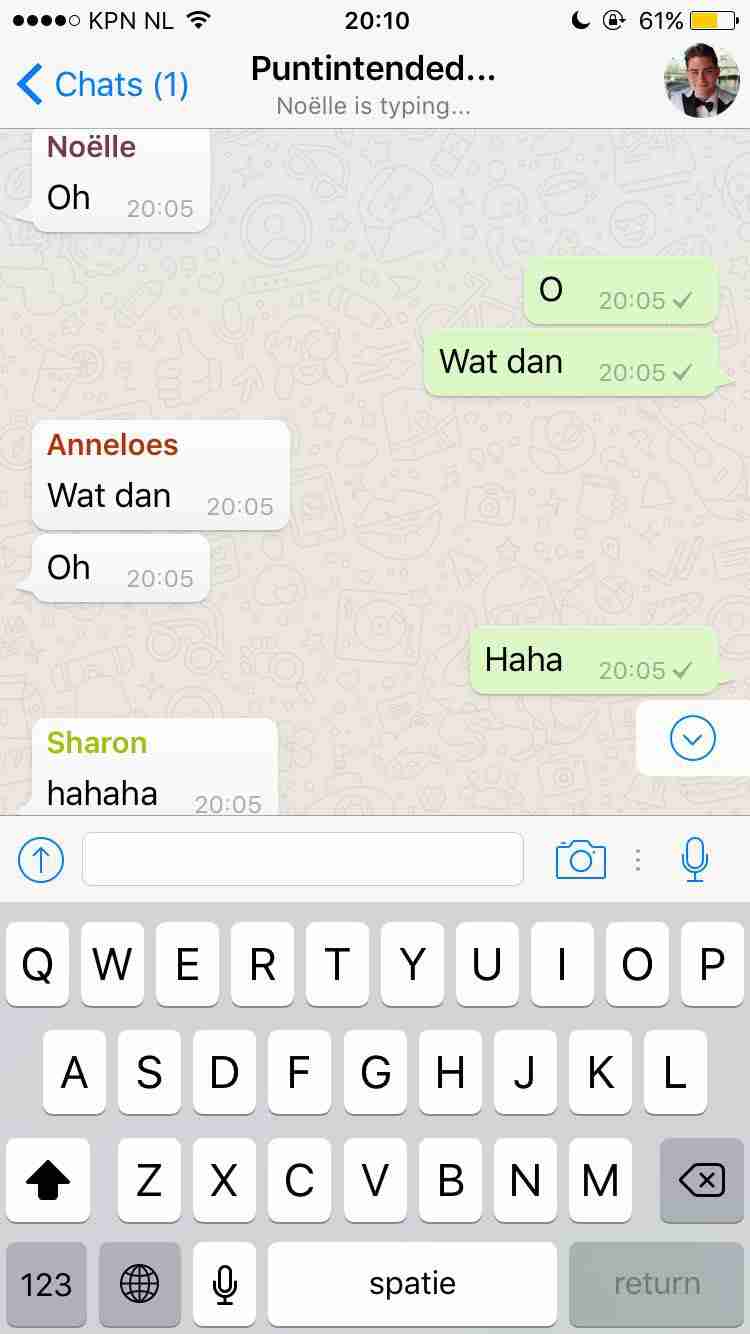 KPN NL 20:10 61%
Chats (1) Puntintended...
Noëlle is typing...
Noëlle
Oh 20:05
O 20:05
Wat dan 20:05
Anneloes
Wat dan 20:05
Oh 20:05
Haha 20:05
Sharon
hahaha 20:05
Q W E R T Y U I O P
A S D F G H J K L
Z X C V B N M
123 spatie return